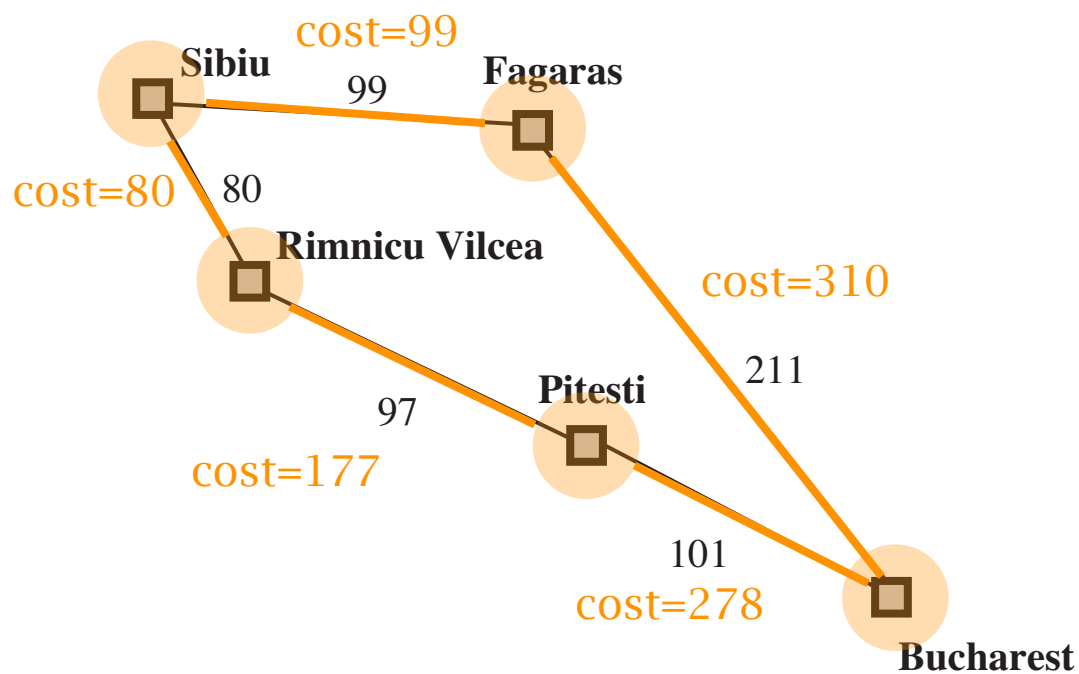 cost=99
Sibiu
Fagaras
99
cost=80
80
Rimnicu Vilcea
cost=310
211
Pitesti
97
cost=177
101
cost=278
Bucharest